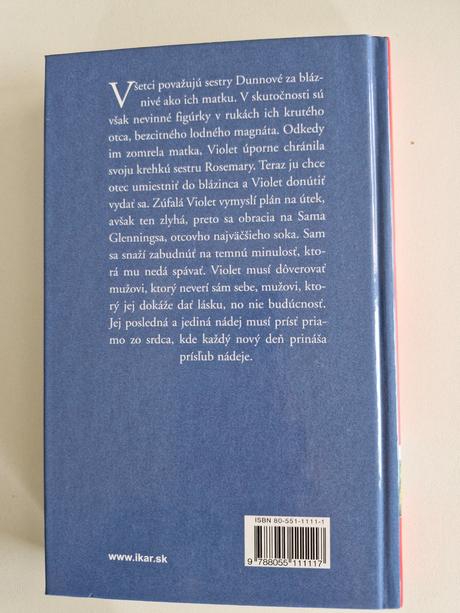 Všetci považujú sestry Dunnové za bláz-
nivé ako ich matku. V skutočnosti sú
však nevinné figúrky v rukách ich krutého
otca, bezcitného lodného magnáta. Odkedy
im zomrela matka, Violet úporne chránila
svoju krehkú sestru Rosemary. Teraz ju chce
otec umiestniť do blázinca a Violet donútiť
vydať sa. Zúfalá Violet vymyslí plán na útek,
avšak ten zlyhá, preto sa obracia na Sama
Glenningsa, otcovho najväčšieho soka. Sam
sa snaží zabudnúť na temnú minulosť, kto-
rá mu nedá spávať. Violet musí dôverovať
mužovi, ktorý neverí sám sebe, mužovi, kto-
rý jej dokáže dať lásku, no nie budúcnosť.
Jej posledná a jediná nádej musí prísť pria-
mo zo srdca, kde každý nový deň prináša
prísľub nádeje.
ISBN 80-551-1111-1
www.ikar.sk
9 788055 111117